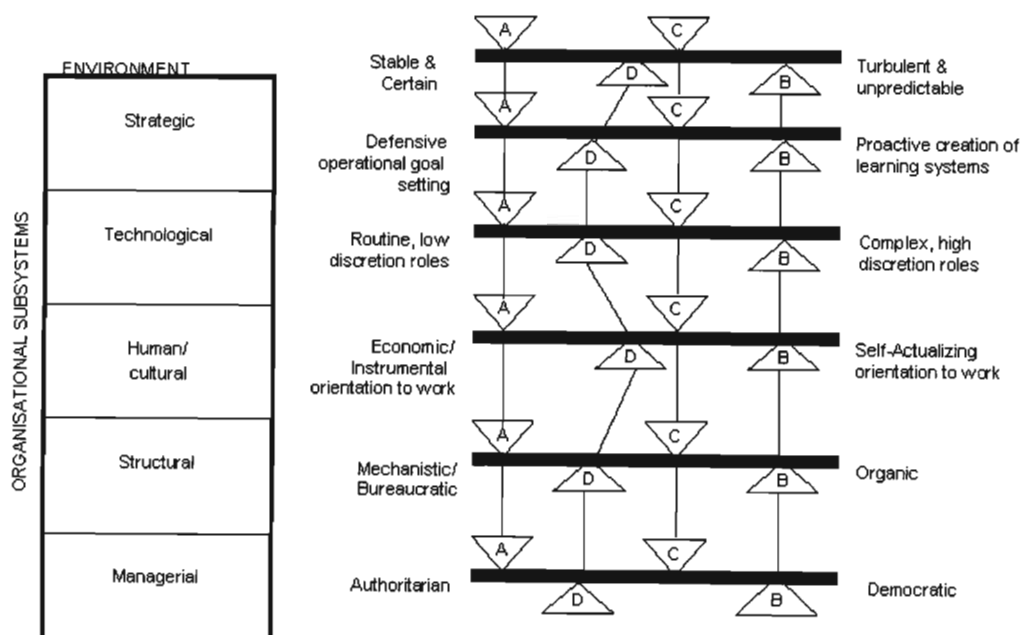 ENVIRONMENT
ORGANISATIONAL SUBSYSTEMS
Strategic
Technological
Human/
cultural
Structural
Managerial
A
C
Stable &
Certain
D
B
Turbulent &
unpredictable
A
C
Defensive
operational goal
setting
D
B
Proactive creation of
learning systems
A
C
Routine, low
discretion roles
D
B
Complex, high
discretion roles
A
C
Economic/
Instrumental
orientation to work
D
B
Self-Actualizing
orientation to work
A
C
Mechanistic/
Bureaucratic
D
B
Organic
A
C
Authoritarian
D
B
Democratic